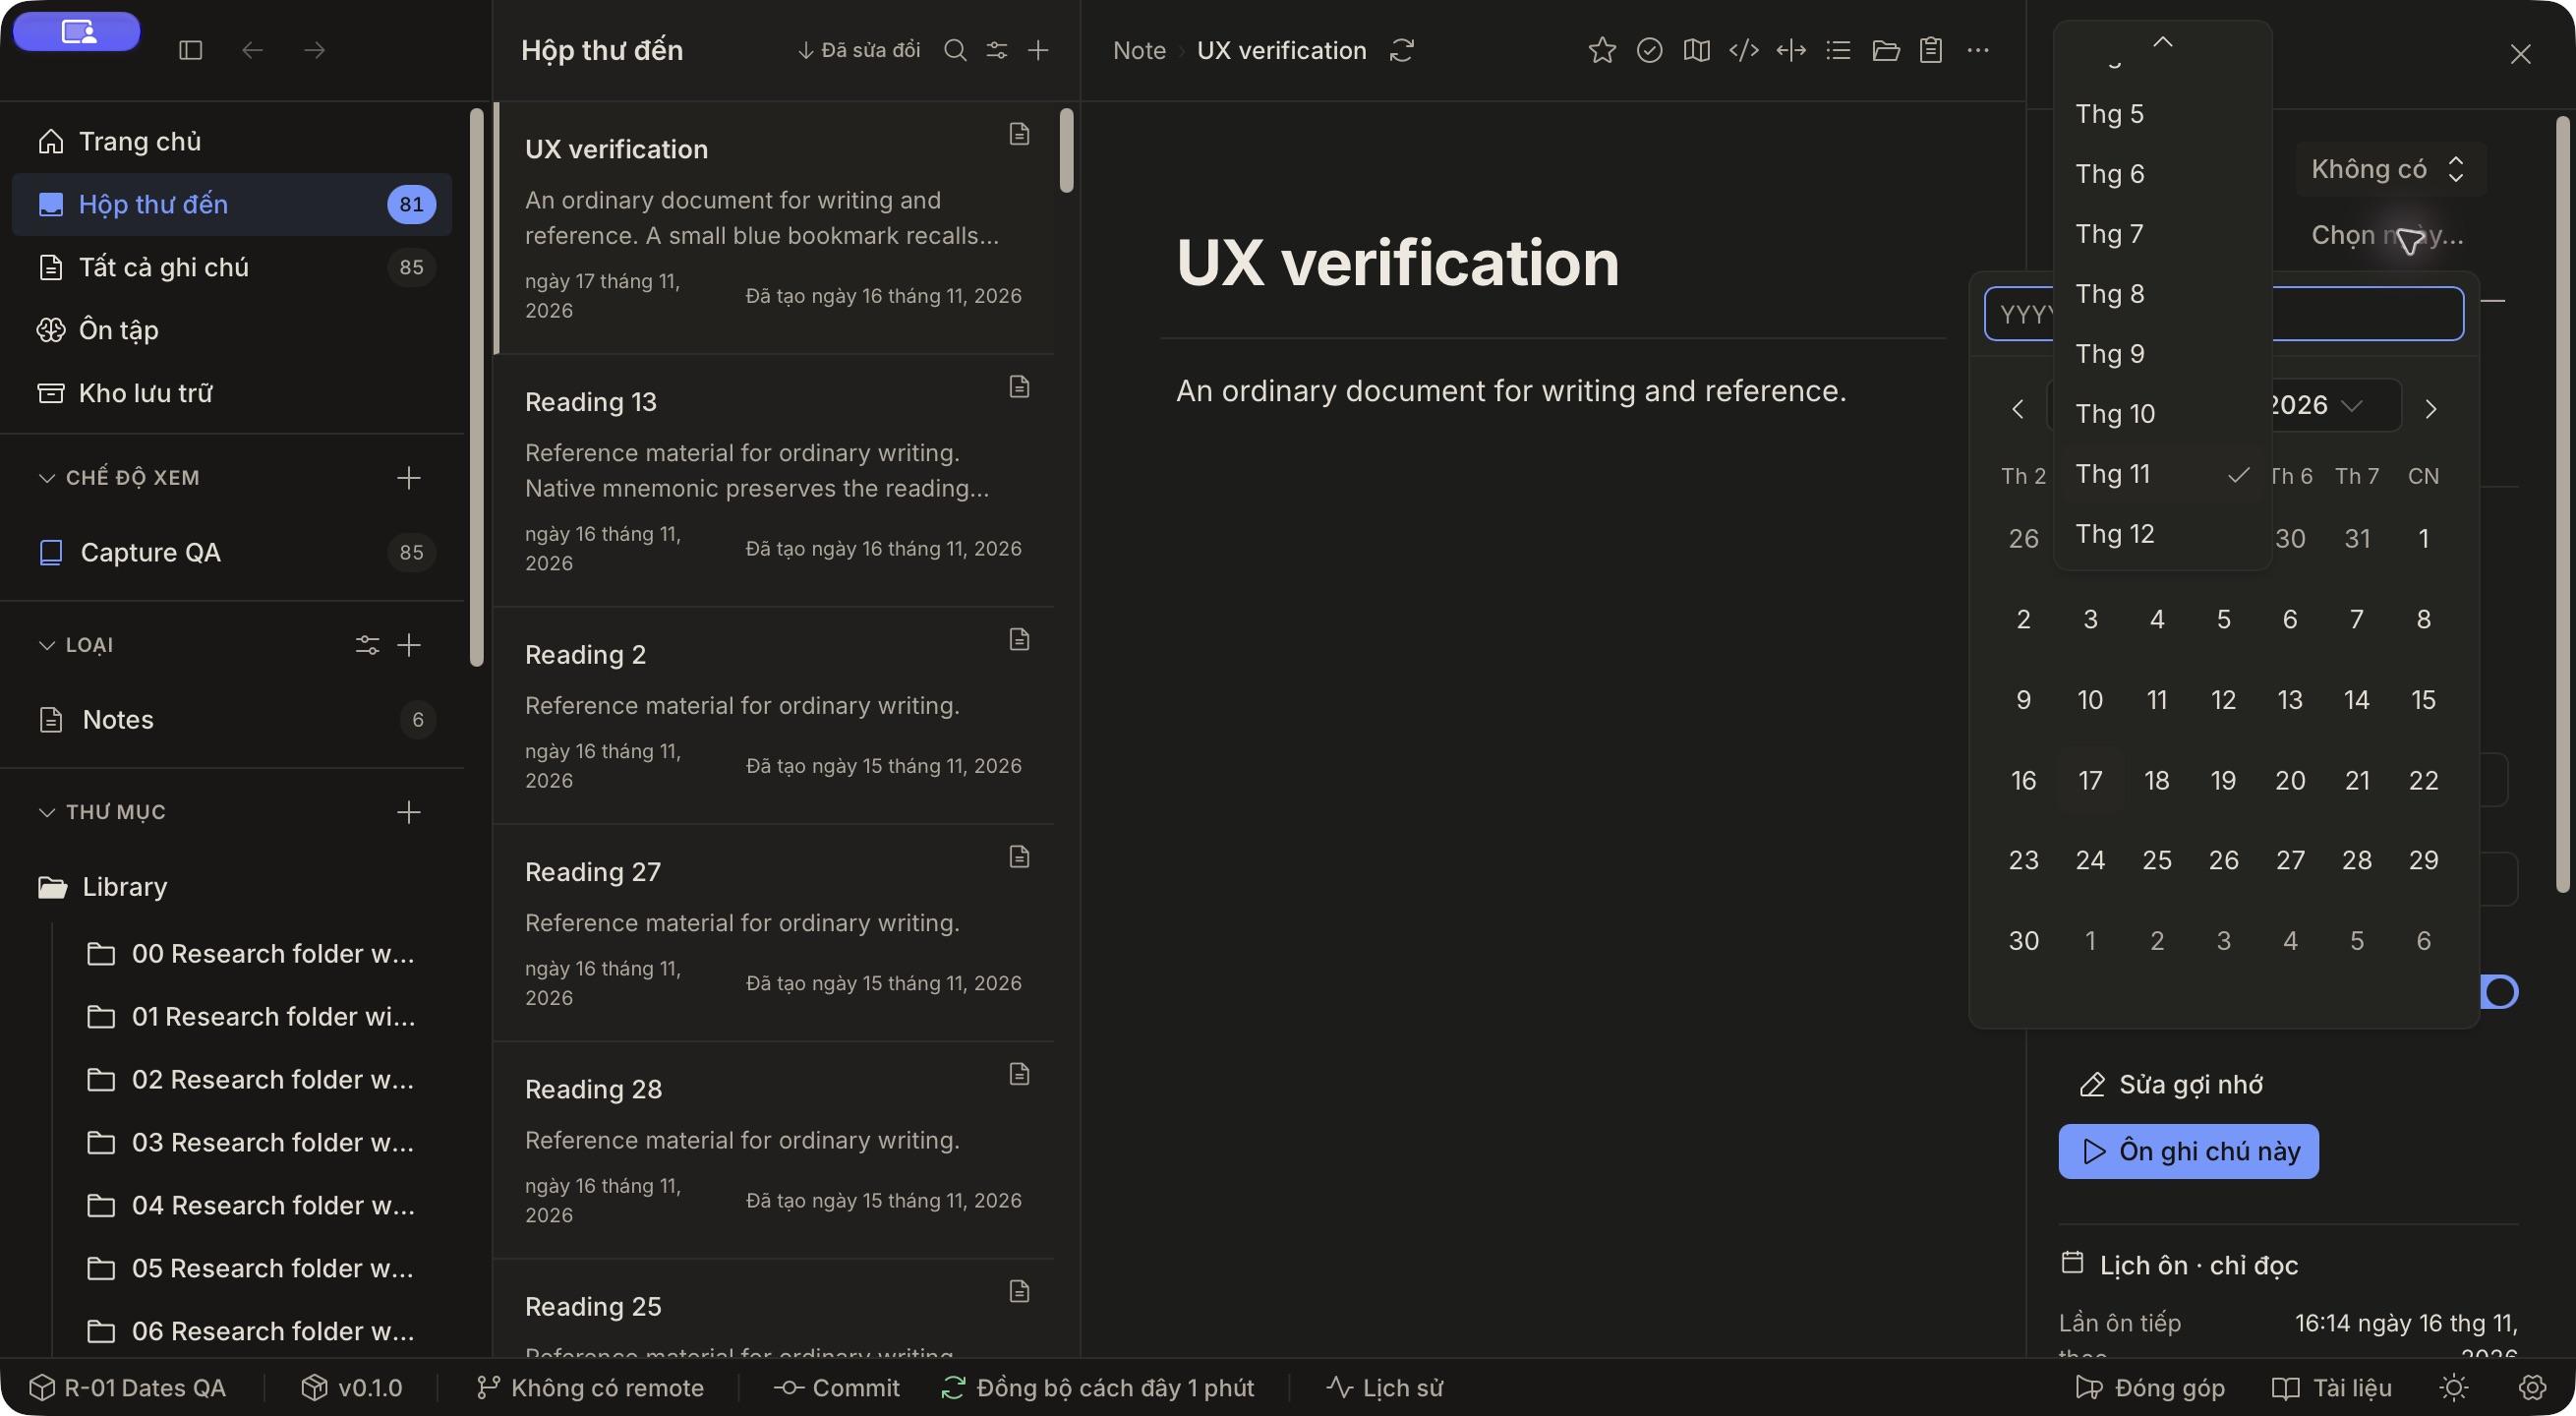 Trang chủ
Hộp thư đến 81
Tất cả ghi chú 85
Ôn tập
Kho lưu trữ
CHẾ ĐỘ XEM
Capture QA 85
LOẠI
Notes 6
THƯ MỤC
Library
00 Research folder w...
01 Research folder wi...
02 Research folder w...
03 Research folder w...
04 Research folder w...
05 Research folder w...
06 Research folder w...
Hộp thư đến
Đã sửa đổi
UX verification
An ordinary document for writing and
reference. A small blue bookmark recalls...
ngày 17 tháng 11,
2026
Đã tạo ngày 16 tháng 11, 2026
Reading 13
Reference material for ordinary writing.
Native mnemonic preserves the reading...
ngày 16 tháng 11,
2026
Đã tạo ngày 16 tháng 11, 2026
Reading 2
Reference material for ordinary writing.
ngày 16 tháng 11,
2026
Đã tạo ngày 15 tháng 11, 2026
Reading 27
Reference material for ordinary writing.
ngày 16 tháng 11,
2026
Đã tạo ngày 15 tháng 11, 2026
Reading 28
Reference material for ordinary writing.
ngày 16 tháng 11,
2026
Đã tạo ngày 15 tháng 11, 2026
Reading 25
Reference material for ordinary writing.
Note UX verification
UX verification
An ordinary document for writing and reference.
Thg 5
Thg 6
Thg 7
Thg 8
Thg 9
Thg 10
Thg 11
Thg 12
Không có
Chọn
YYYY
2026
Th 2 Th 6 Th 7 CN
26 30 31 1
2 3 4 5 6 7 8
9 10 11 12 13 14 15
16 17 18 19 20 21 22
23 24 25 26 27 28 29
30 1 2 3 4 5 6
Sửa gợi nhớ
Ôn ghi chú này
Lịch ôn · chỉ đọc
Lần ôn tiếp
16:14 ngày 16 thg 11,
2026
R-01 Dates QA
v0.1.0
Không có remote
Commit
Đồng bộ cách đây 1 phút
Lịch sử
Đóng góp
Tài liệu